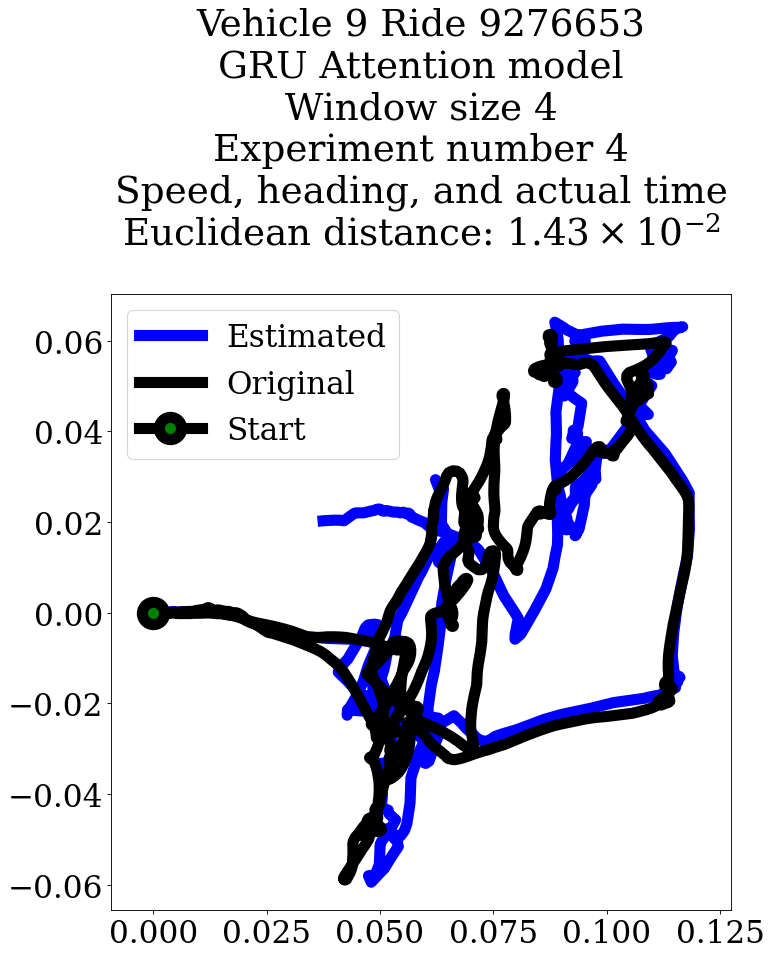 Vehicle 9 Ride 9276653
GRU Attention model
Window size 4
Experiment number 4
Speed, heading, and actual time
Euclidean distance: 1.43 × 10⁻²
Estimated
Original
Start
0.06
0.04
0.02
0.00
−0.02
−0.04
−0.06
0.000 0.025 0.050 0.075 0.100 0.125